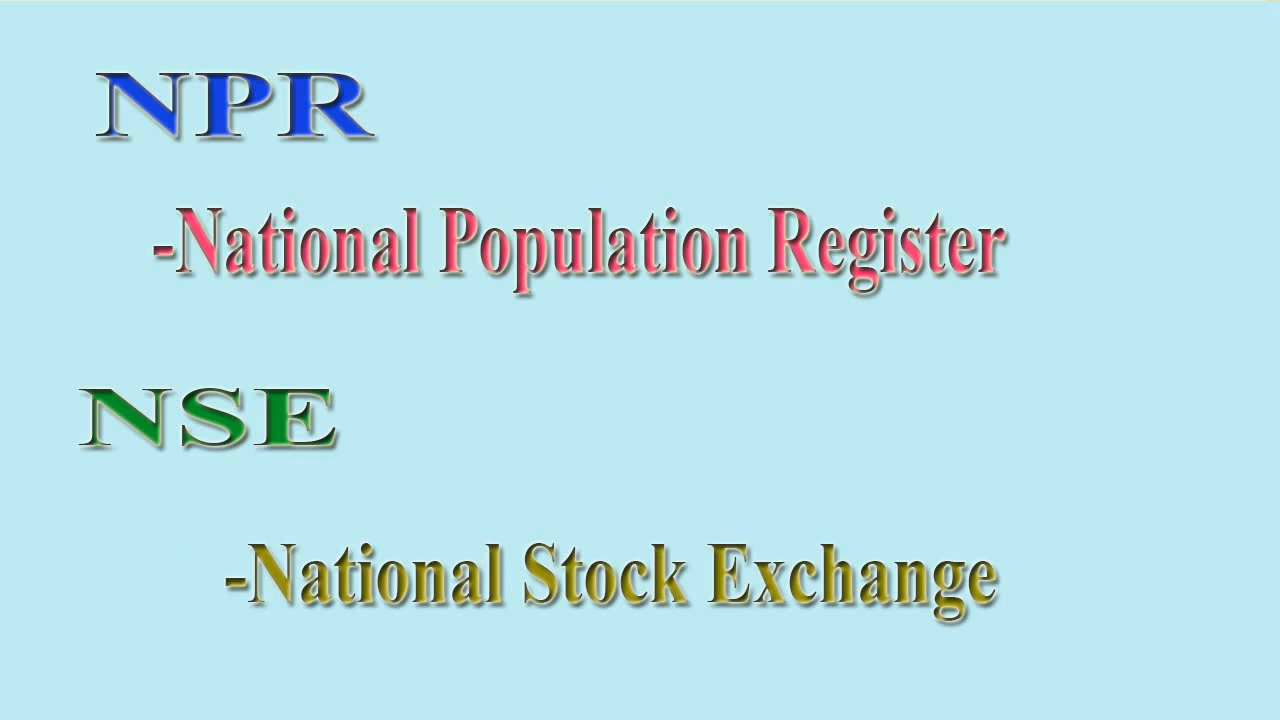 NPR
-National Population Register
NSE
-National Stock Exchange